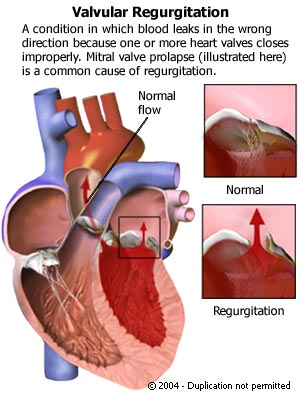 Valvular Regurgitation
A condition in which blood leaks in the wrong
direction because one or more heart valves closes
improperly. Mitral valve prolapse (illustrated here)
is a common cause of regurgitation.
Normal
flow
Normal
Regurgitation
© 2004 - Duplication not permitted